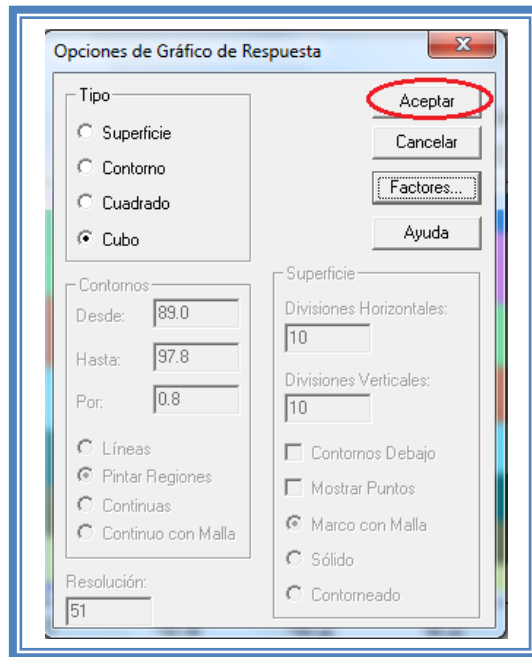 Opciones de Gráfico de Respuesta
Tipo
Superficie
Contorno
Cuadrado
Cubo
Aceptar
Cancelar
Factores...
Ayuda
Contornos
Desde: 89.0
Hasta: 97.8
Por: 0.8
Líneas
Pintar Regiones
Continuas
Continuo con Malla
Resolución:
51
Superficie
Divisiones Horizontales:
10
Divisiones Verticales:
10
Contornos Debajo
Mostrar Puntos
Marco con Malla
Sólido
Contorneado